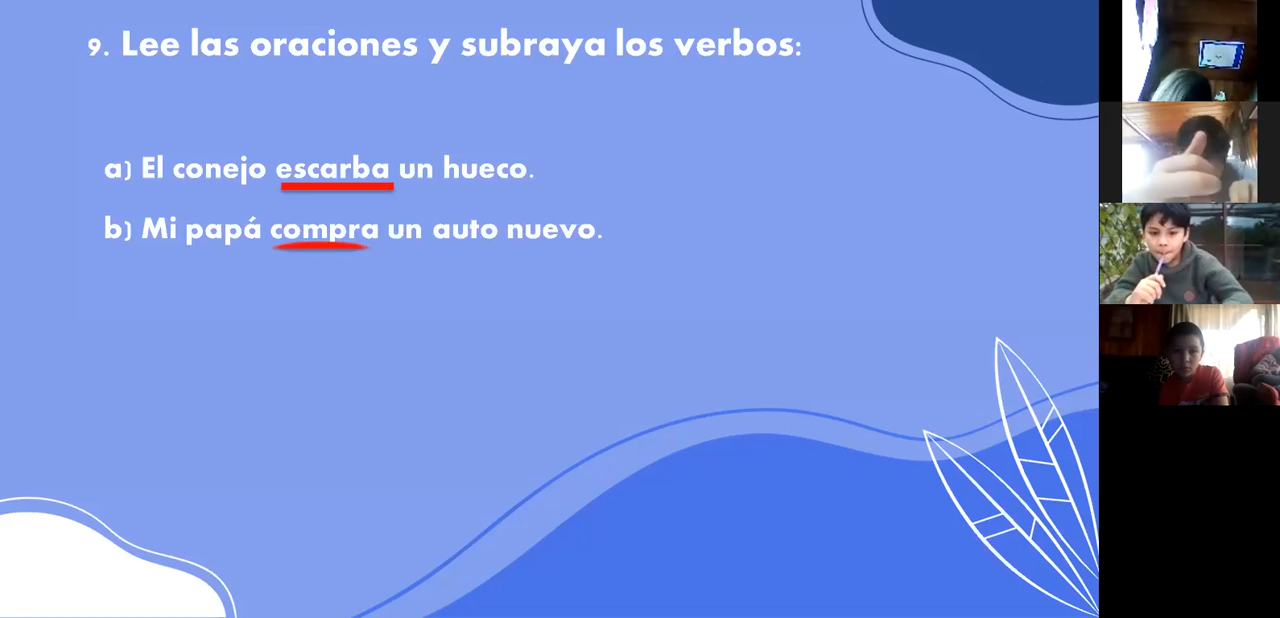 9. Lee las oraciones y subraya los verbos:
a) El conejo escarba un hueco.
b) Mi papá compra un auto nuevo.